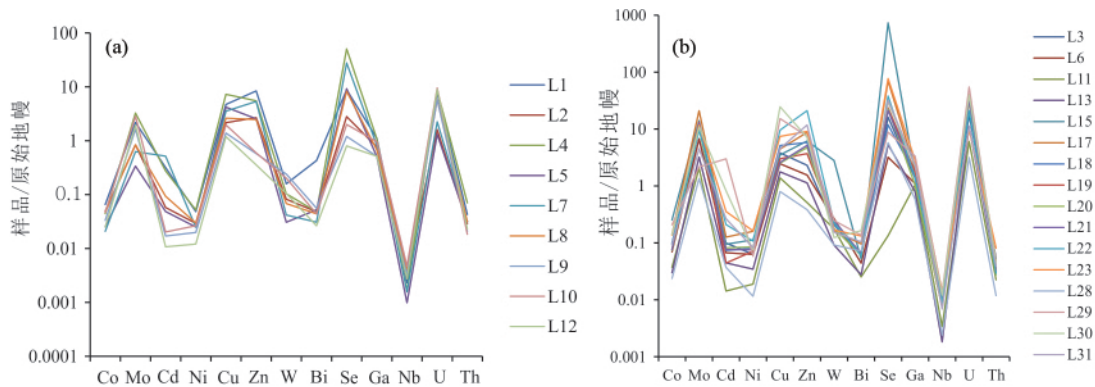 (a)
样品/原始地幔
100
10
1
0.1
0.01
0.001
0.0001
Co Mo Cd Ni Cu Zn W Bi Se Ga Nb U Th
L1
L2
L4
L5
L7
L8
L9
L10
L12
(b)
样品/原始地幔
1000
100
10
1
0.1
0.01
0.001
Co Mo Cd Ni Cu Zn W Bi Se Ga Nb U Th
L3
L6
L11
L13
L15
L17
L18
L19
L20
L21
L22
L23
L28
L29
L30
L31